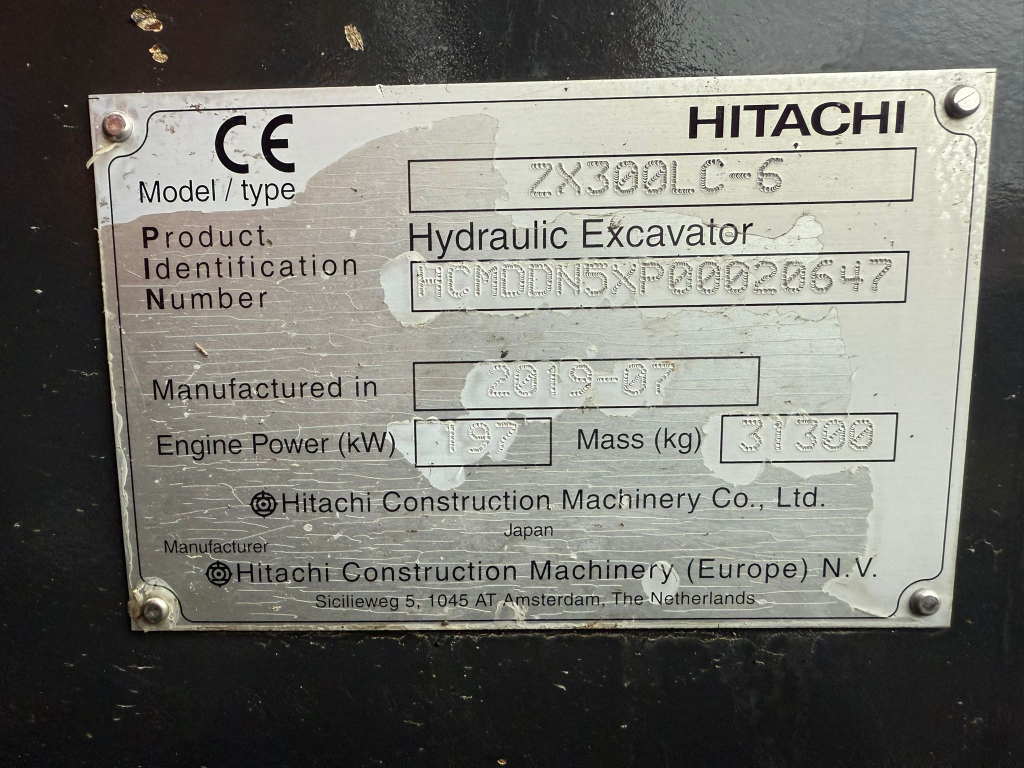 CE
HITACHI
Model / type
ZX300LC-6
Product
Identification
Number
Hydraulic Excavator
HCMDDN5XP00020647
Manufactured in 2019-07
Engine Power (kW) 197 Mass (kg) 31300
Hitachi Construction Machinery Co., Ltd.
Japan
Manufacturer
Hitachi Construction Machinery (Europe) N.V.
Sicilieweg 5, 1045 AT Amsterdam, The Netherlands